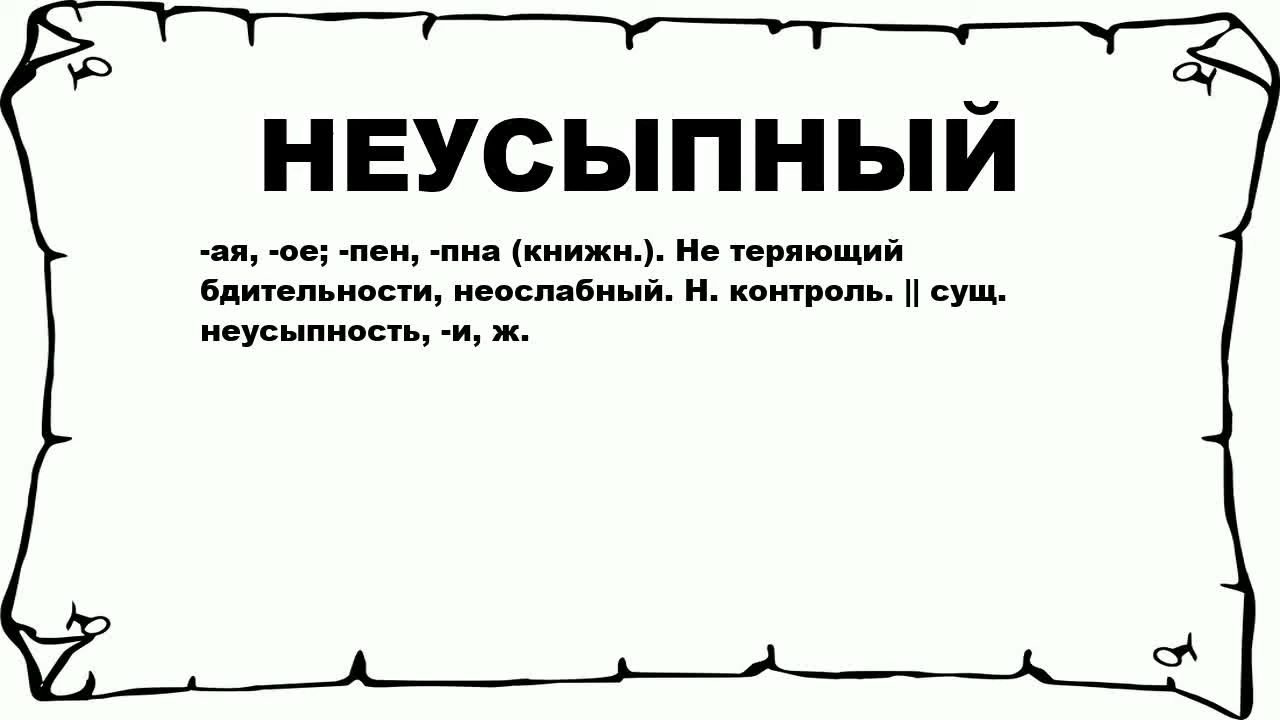 НЕУСЫПНЫЙ
-ая, -ое; -пен, -пна (книжн.). Не теряющий
бдительности, неослабный. Н. контроль. || сущ.
неусыпность, -и, ж.